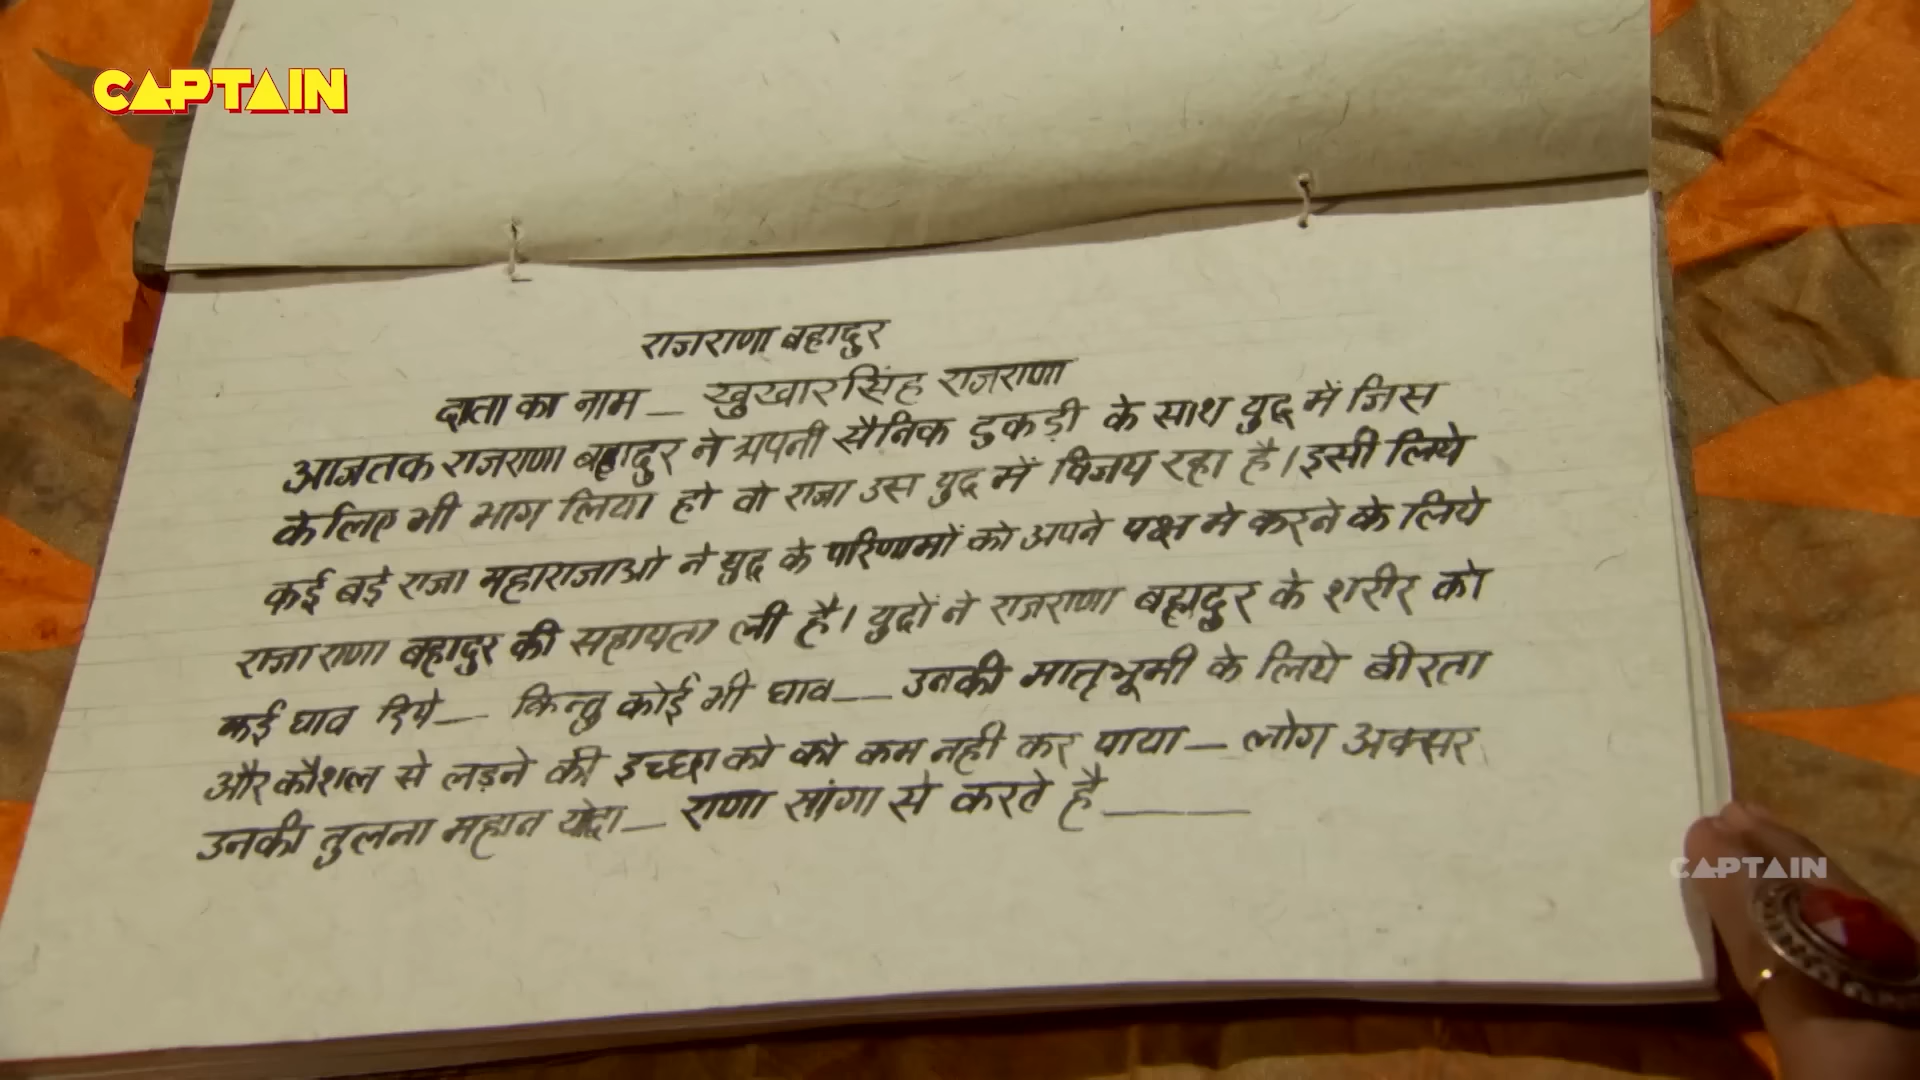 CAPTAIN
राजराणा बहादुर
दाता का नाम _ खुखारसिंह राजराणा
आजतक राजराणा बहादुर ने अपनी सैनिक टुकड़ी के साथ युद्ध में जिस
के लिए भी भाग लिया हो वो राजा उस युद्ध में विजय रहा है। इसी लिये
कई बड़े राजा महाराजाओ ने युद्ध के परिणामों को अपने पक्ष मे करने के लिये
राजा राणा बहादुर की सहायता ली है। युद्धों ने राजराणा बहादुर के शरीर को
कई घाव दिये _ किन्तु कोई भी घाव _ उनकी मातृभूमी के लिये बीरता
और कौशल से लड़ने की इच्छा को को कम नही कर पाया _ लोग अक्सर
उनकी तुलना महान योद्धा _ राणा सांगा से करते है ____
CAPTAIN